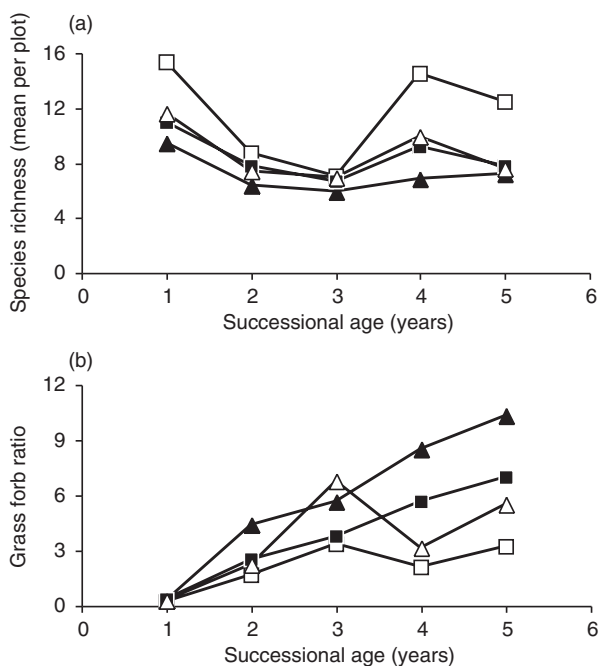 (a)
Species richness (mean per plot)
16
12
8
4
0
0 1 2 3 4 5 6
Successional age (years)
(b)
Grass forb ratio
12
9
6
3
0
0 1 2 3 4 5 6
Successional age (years)